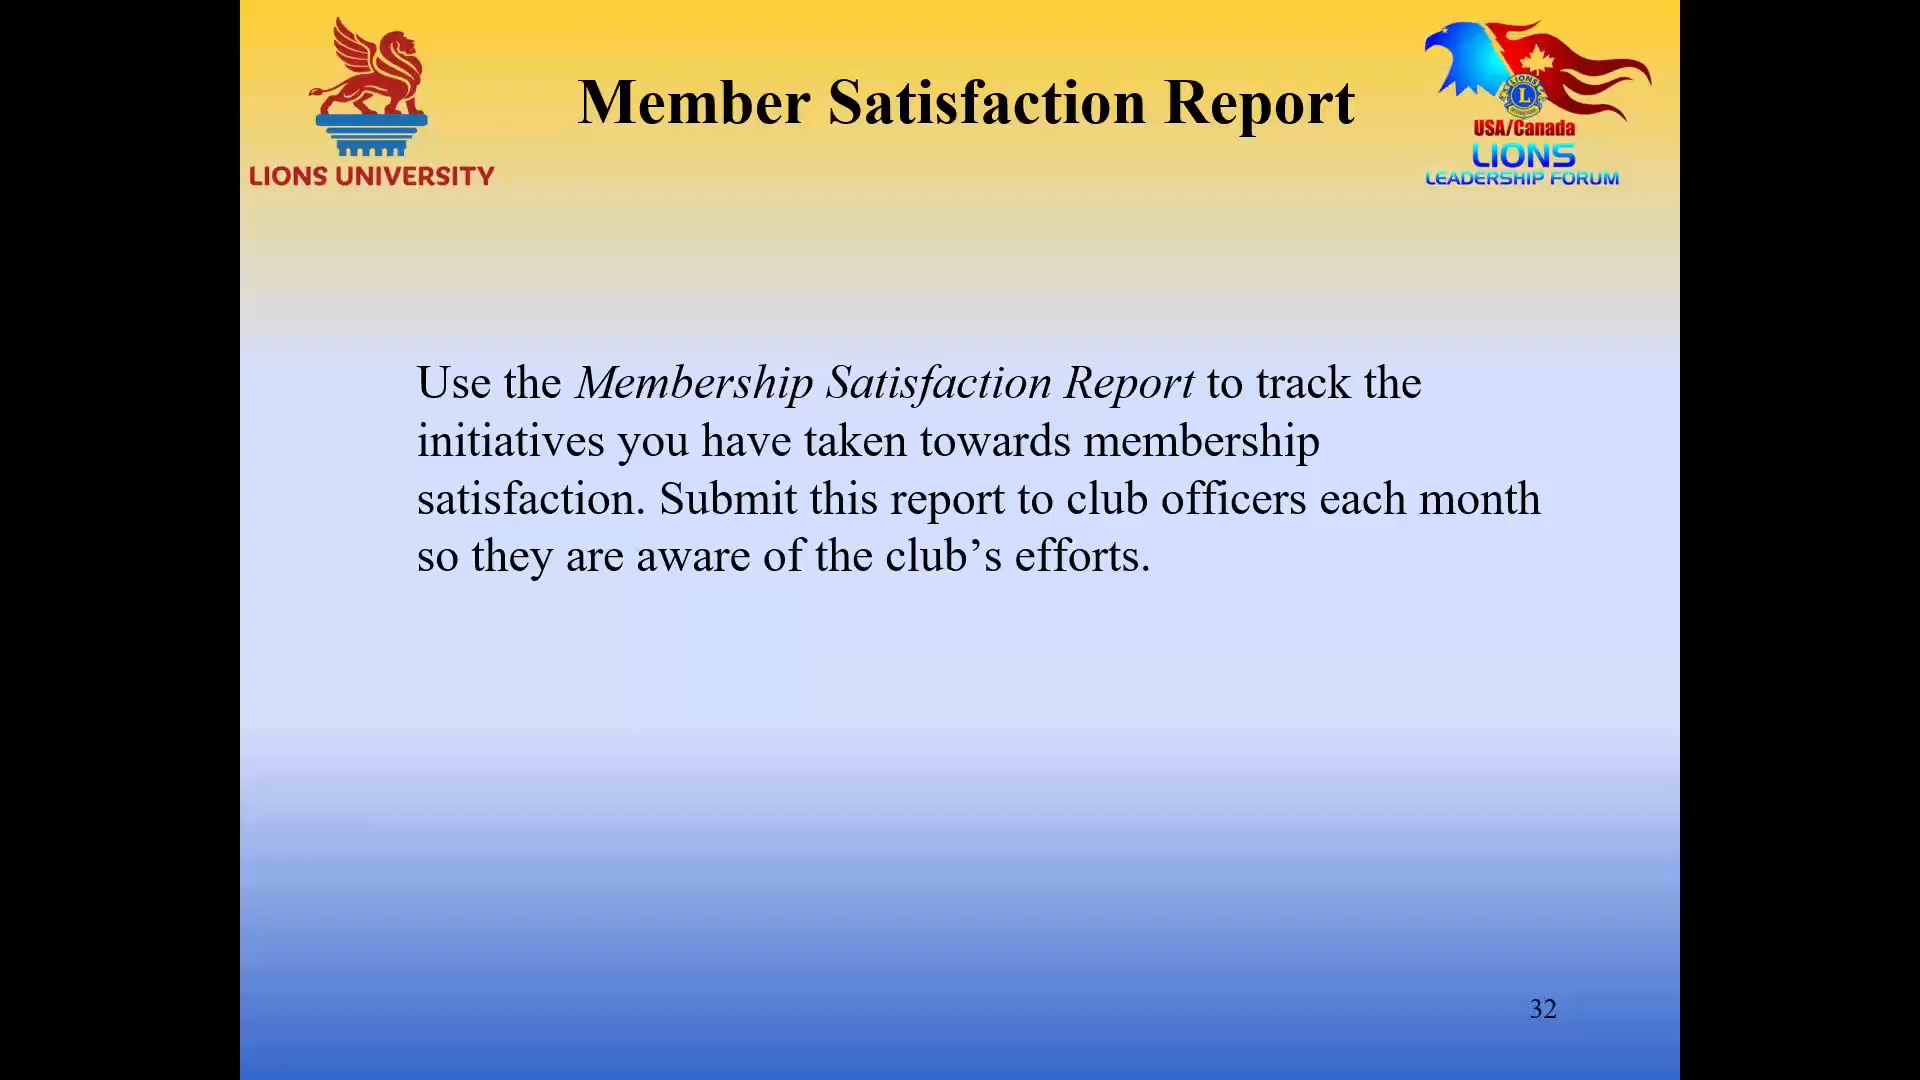 Member Satisfaction Report
LIONS UNIVERSITY
LIONS
L
USA/Canada
LIONS
LEADERSHIP FORUM
Use the Membership Satisfaction Report to track the
initiatives you have taken towards membership
satisfaction. Submit this report to club officers each month
so they are aware of the club’s efforts.
32